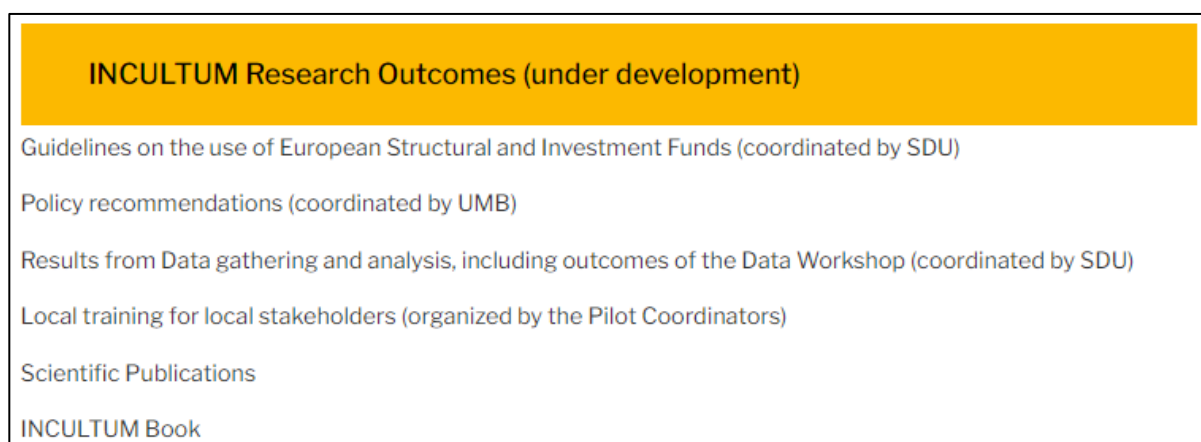 INCULTUM Research Outcomes (under development)
Guidelines on the use of European Structural and Investment Funds (coordinated by SDU)
Policy recommendations (coordinated by UMB)
Results from Data gathering and analysis, including outcomes of the Data Workshop (coordinated by SDU)
Local training for local stakeholders (organized by the Pilot Coordinators)
Scientific Publications
INCULTUM Book